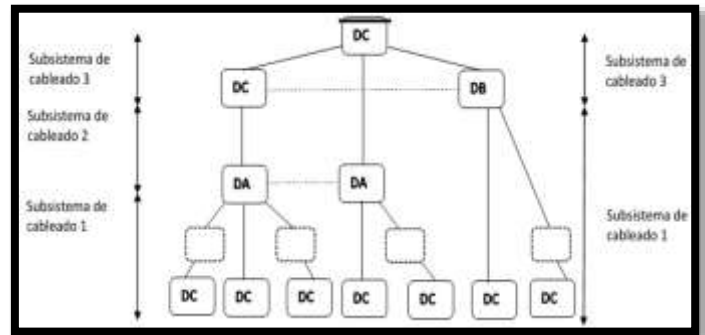 DC
Subsistema de
cableado 3
Subsistema de
cableado 3
DC
DB
Subsistema de
cableado 2
DA
DA
Subsistema de
cableado 1
Subsistema de
cableado 1
DC
DC
DC
DC
DC
DC
DC